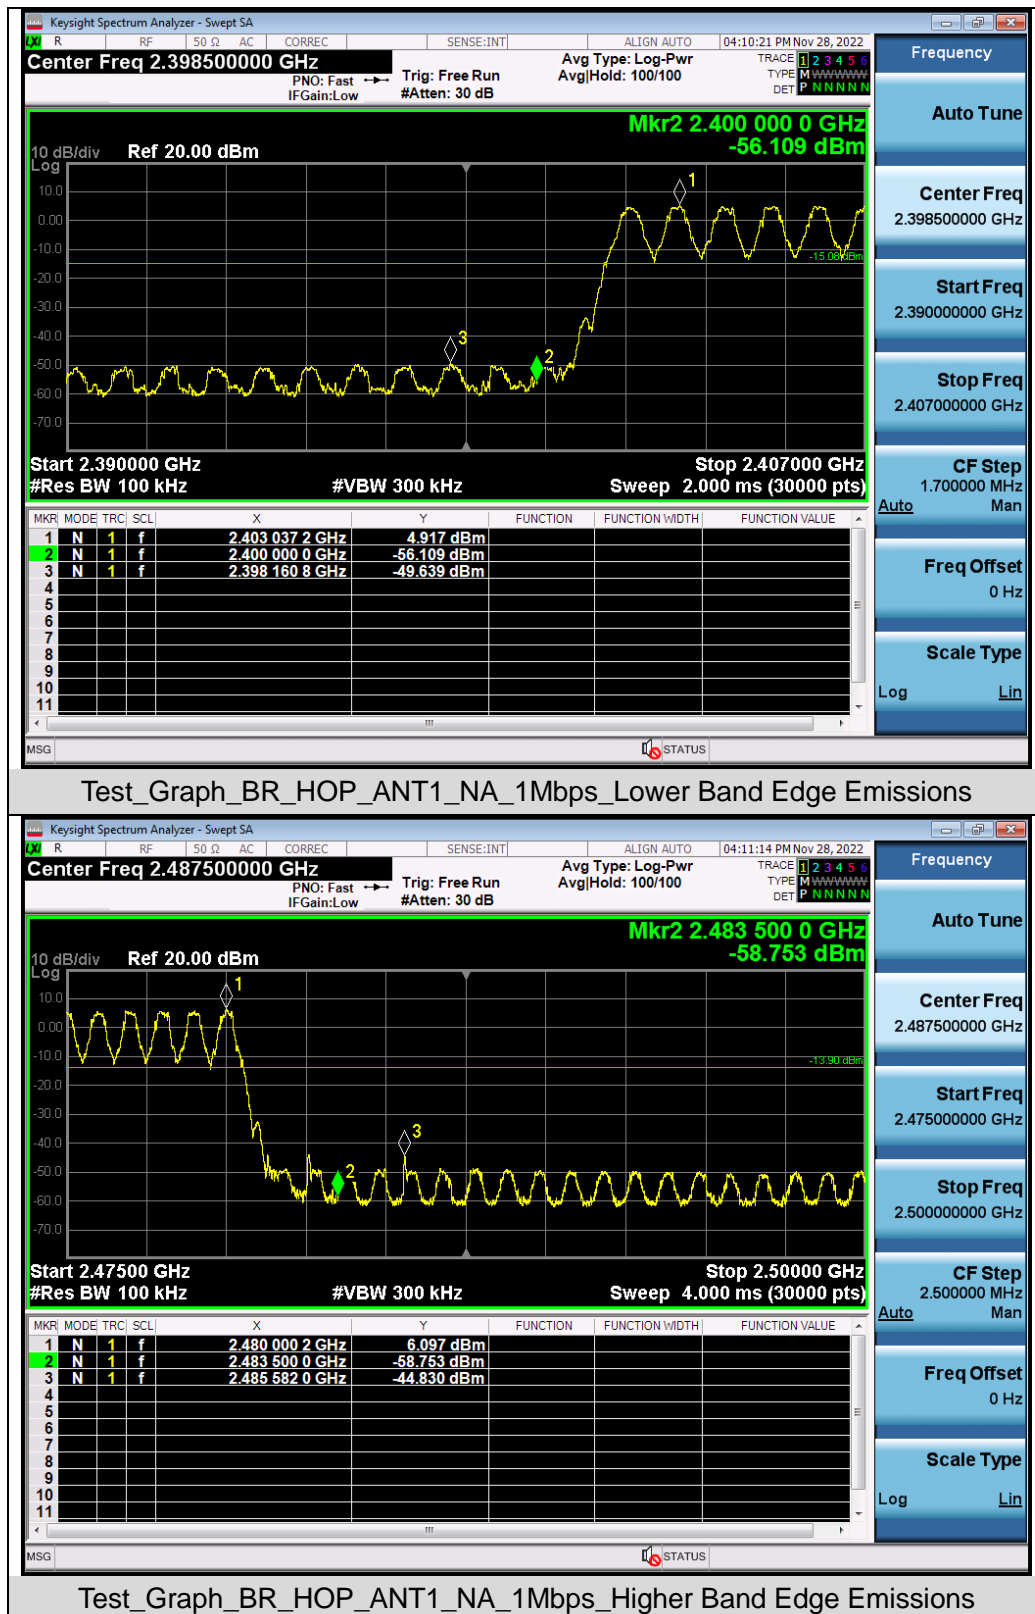 Keysight Spectrum Analyzer - Swept SA
LXI R RF 50 Ω AC CORREC SENSE:INT ALIGN AUTO 04:10:21 PM Nov 28, 2022
Center Freq 2.398500000 GHz
PNO: Fast
IFGain:Low
Trig: Free Run
#Atten: 30 dB
Avg Type: Log-Pwr
Avg|Hold: 100/100
TRACE 1 2 3 4 5 6
TYPE M W W W W W
DET P N N N N N
Frequency
Mkr2 2.400 000 0 GHz
-56.109 dBm
10 dB/div Ref 20.00 dBm
Log
10.0
0.00
-10.0
-20.0
-30.0
-40.0
-50.0
-60.0
-70.0
1
-15.08 dBm
3
2
Start 2.390000 GHz Stop 2.407000 GHz
#Res BW 100 kHz #VBW 300 kHz Sweep 2.000 ms (30000 pts)
MKR MODE TRC SCL X Y FUNCTION FUNCTION WIDTH FUNCTION VALUE
1 N 1 f 2.403 037 2 GHz 4.917 dBm
2 N 1 f 2.400 000 0 GHz -56.109 dBm
3 N 1 f 2.398 160 8 GHz -49.639 dBm
4
5
6
7
8
9
10
11
MSG STATUS
Auto Tune
Center Freq
2.398500000 GHz
Start Freq
2.390000000 GHz
Stop Freq
2.407000000 GHz
CF Step
1.700000 MHz
Auto Man
Freq Offset
0 Hz
Scale Type
Log Lin
Test_Graph_BR_HOP_ANT1_NA_1Mbps_Lower Band Edge Emissions
Keysight Spectrum Analyzer - Swept SA
LXI R RF 50 Ω AC CORREC SENSE:INT ALIGN AUTO 04:11:14 PM Nov 28, 2022
Center Freq 2.487500000 GHz
PNO: Fast
IFGain:Low
Trig: Free Run
#Atten: 30 dB
Avg Type: Log-Pwr
Avg|Hold: 100/100
TRACE 1 2 3 4 5 6
TYPE M W W W W W
DET P N N N N N
Frequency
Mkr2 2.483 500 0 GHz
-58.753 dBm
10 dB/div Ref 20.00 dBm
Log
10.0
0.00
-10.0
-20.0
-30.0
-40.0
-50.0
-60.0
-70.0
1
-13.90 dBm
3
2
Start 2.47500 GHz Stop 2.50000 GHz
#Res BW 100 kHz #VBW 300 kHz Sweep 4.000 ms (30000 pts)
MKR MODE TRC SCL X Y FUNCTION FUNCTION WIDTH FUNCTION VALUE
1 N 1 f 2.480 000 2 GHz 6.097 dBm
2 N 1 f 2.483 500 0 GHz -58.753 dBm
3 N 1 f 2.485 582 0 GHz -44.830 dBm
4
5
6
7
8
9
10
11
MSG STATUS
Auto Tune
Center Freq
2.487500000 GHz
Start Freq
2.475000000 GHz
Stop Freq
2.500000000 GHz
CF Step
2.500000 MHz
Auto Man
Freq Offset
0 Hz
Scale Type
Log Lin
Test_Graph_BR_HOP_ANT1_NA_1Mbps_Higher Band Edge Emissions